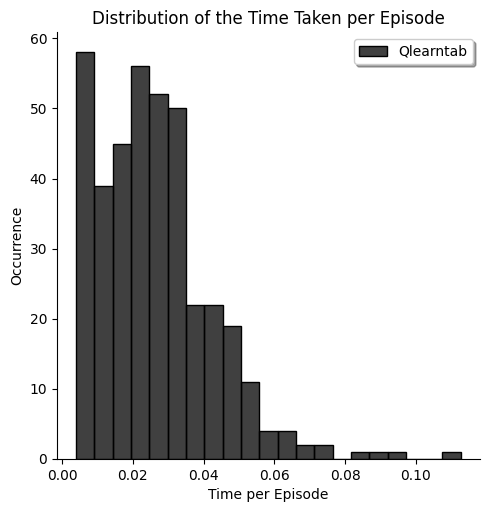 Distribution of the Time Taken per Episode
Qlearntab
Occurrence
60
50
40
30
20
10
0
0.00 0.02 0.04 0.06 0.08 0.10
Time per Episode